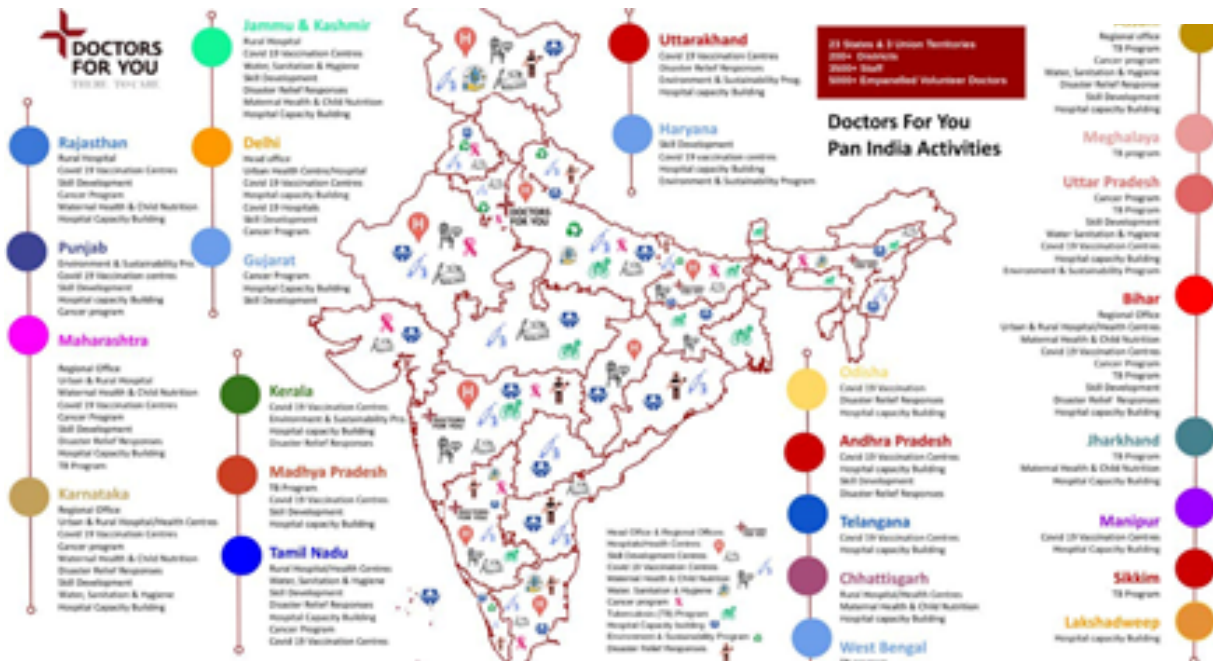 DOCTORS
FOR YOU
THERE TO CARE
Jammu & Kashmir
Rural Hospital
Covid 19 Vaccination Centres
Water, Sanitation & Hygiene
Skill Development
Disaster Relief Responses
Maternal Health & Child Nutrition
Hospital Capacity Building
Rajasthan
Rural Hospital
Covid 19 Vaccination Centres
Skill Development
Cancer Program
Maternal Health & Child Nutrition
Hospital Capacity Building
Delhi
Head office
Urban Health Centre/Hospital
Covid 19 Vaccination Centres
Hospital capacity Building
Covid 19 Hospitals
Skill Development
Cancer Program
Punjab
Environment & Sustainability Pro.
Covid 19 Vaccination centres
Skill Development
Hospital capacity Building
Cancer program
Gujarat
Cancer Program
Hospital Capacity Building
Skill Development
Maharashtra
Regional Office
Urban & Rural Hospital
Maternal Health & Child Nutrition
Covid 19 Vaccination Centres
Cancer Program
Skill Development
Disaster Relief Responses
Hospital Capacity Building
TB Program
Kerala
Covid 19 Vaccination Centres
Environment & Sustainability Pro.
Hospital capacity Building
Disaster Relief Responses
Karnataka
Regional Office
Urban & Rural Hospital/Health Centres
Covid 19 Vaccination Centres
Cancer program
Maternal Health & Child Nutrition
Disaster Relief Responses
Skill Development
Water, Sanitation & Hygiene
Hospital Capacity Building
Madhya Pradesh
TB Program
Covid 19 Vaccination Centres
Skill Development
Hospital capacity Building
Tamil Nadu
Rural Hospital/Health Centres
Water, Sanitation & Hygiene
Skill Development
Disaster Relief Responses
Hospital Capacity Building
Cancer Program
Covid 19 Vaccination Centres
DOCTORS
FOR YOU
DOCTORS
FOR YOU
DOCTORS
FOR YOU
Uttarakhand
Covid 19 Vaccination Centres
Disaster Relief Responses
Environment & Sustainability Prog.
Hospital capacity Building
Haryana
Skill Development
Covid 19 vaccination centres
Hospital capacity Building
Environment & Sustainability Program
23 States & 3 Union Territories
200+ Districts
3500+ Staff
5000+ Empanelled Volunteer Doctors
Doctors For You
Pan India Activities
Regional office
TB Program
Cancer program
Water, Sanitation & Hygiene
Disaster Relief Response
Skill Development
Hospital capacity Building
Meghalaya
TB program
Uttar Pradesh
Cancer Program
TB Program
Skill Development
Water Sanitation & Hygiene
Covid 19 Vaccination Centres
Hospital capacity Building
Environment & Sustainability Program
Bihar
Regional Office
Urban & Rural Hospital/Health Centres
Maternal Health & Child Nutrition
Covid 19 Vaccination Centres
Cancer Program
TB Program
Skill Development
Disaster Relief Responses
Hospital capacity Building
Odisha
Covid 19 Vaccination
Disaster Relief Responses
Hospital capacity Building
Andhra Pradesh
Covid 19 Vaccination Centres
Hospital capacity Building
Skill Development
Disaster Relief Responses
Jharkhand
TB Program
Maternal Health & Child Nutrition
Hospital Capacity Building
Telangana
Covid 19 Vaccination Centres
Hospital capacity Building
Manipur
Covid 19 Vaccination Centres
Hospital Capacity Building
Chhattisgarh
Rural Hospital/Health Centres
Maternal Health & Child Nutrition
Hospital capacity Building
Sikkim
TB Program
West Bengal
Lakshadweep
Hospital capacity Building
Head Office & Regional Offices
Hospitals/Health Centres
Skill Development Centres
Covid 19 Vaccination Centres
Maternal Health & Child Nutrition
Water, Sanitation & Hygiene
Cancer program
Tuberculosis (TB) Program
Hospital Capacity building
Environment & Sustainability Program
Disaster Relief Responses